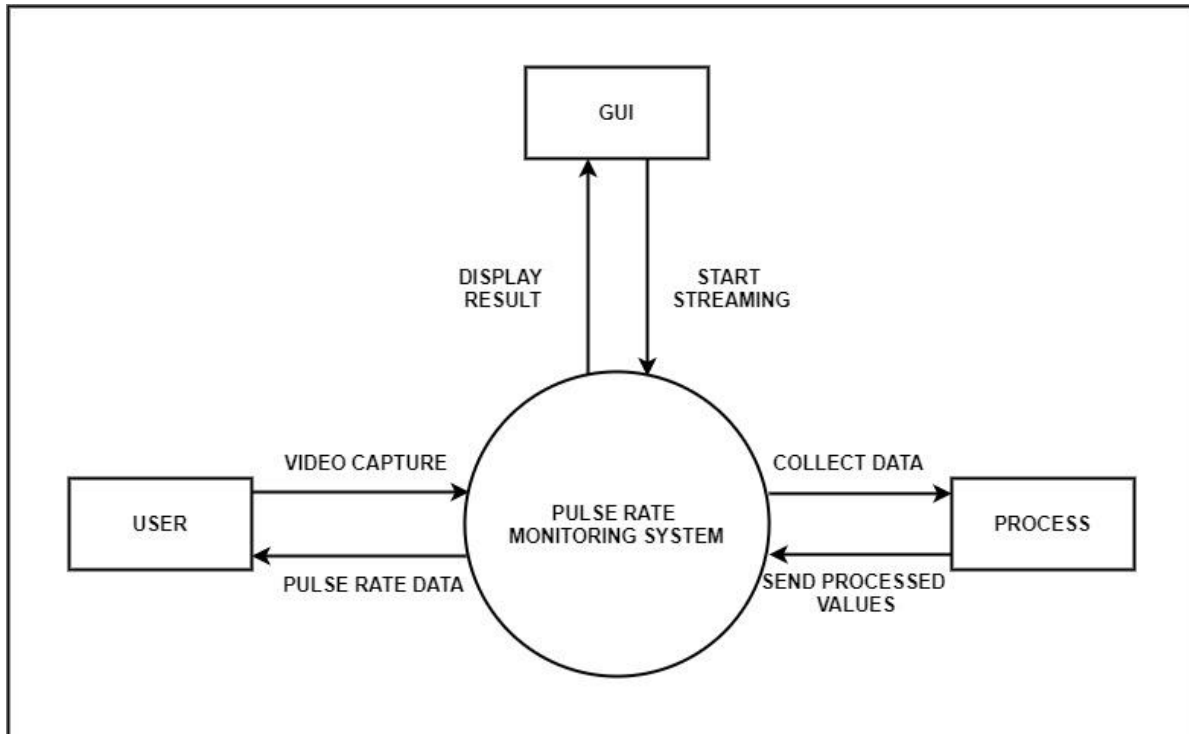 GUI
DISPLAY
RESULT
START
STREAMING
VIDEO CAPTURE
COLLECT DATA
USER
PULSE RATE
MONITORING SYSTEM
PROCESS
PULSE RATE DATA
SEND PROCESSED
VALUES